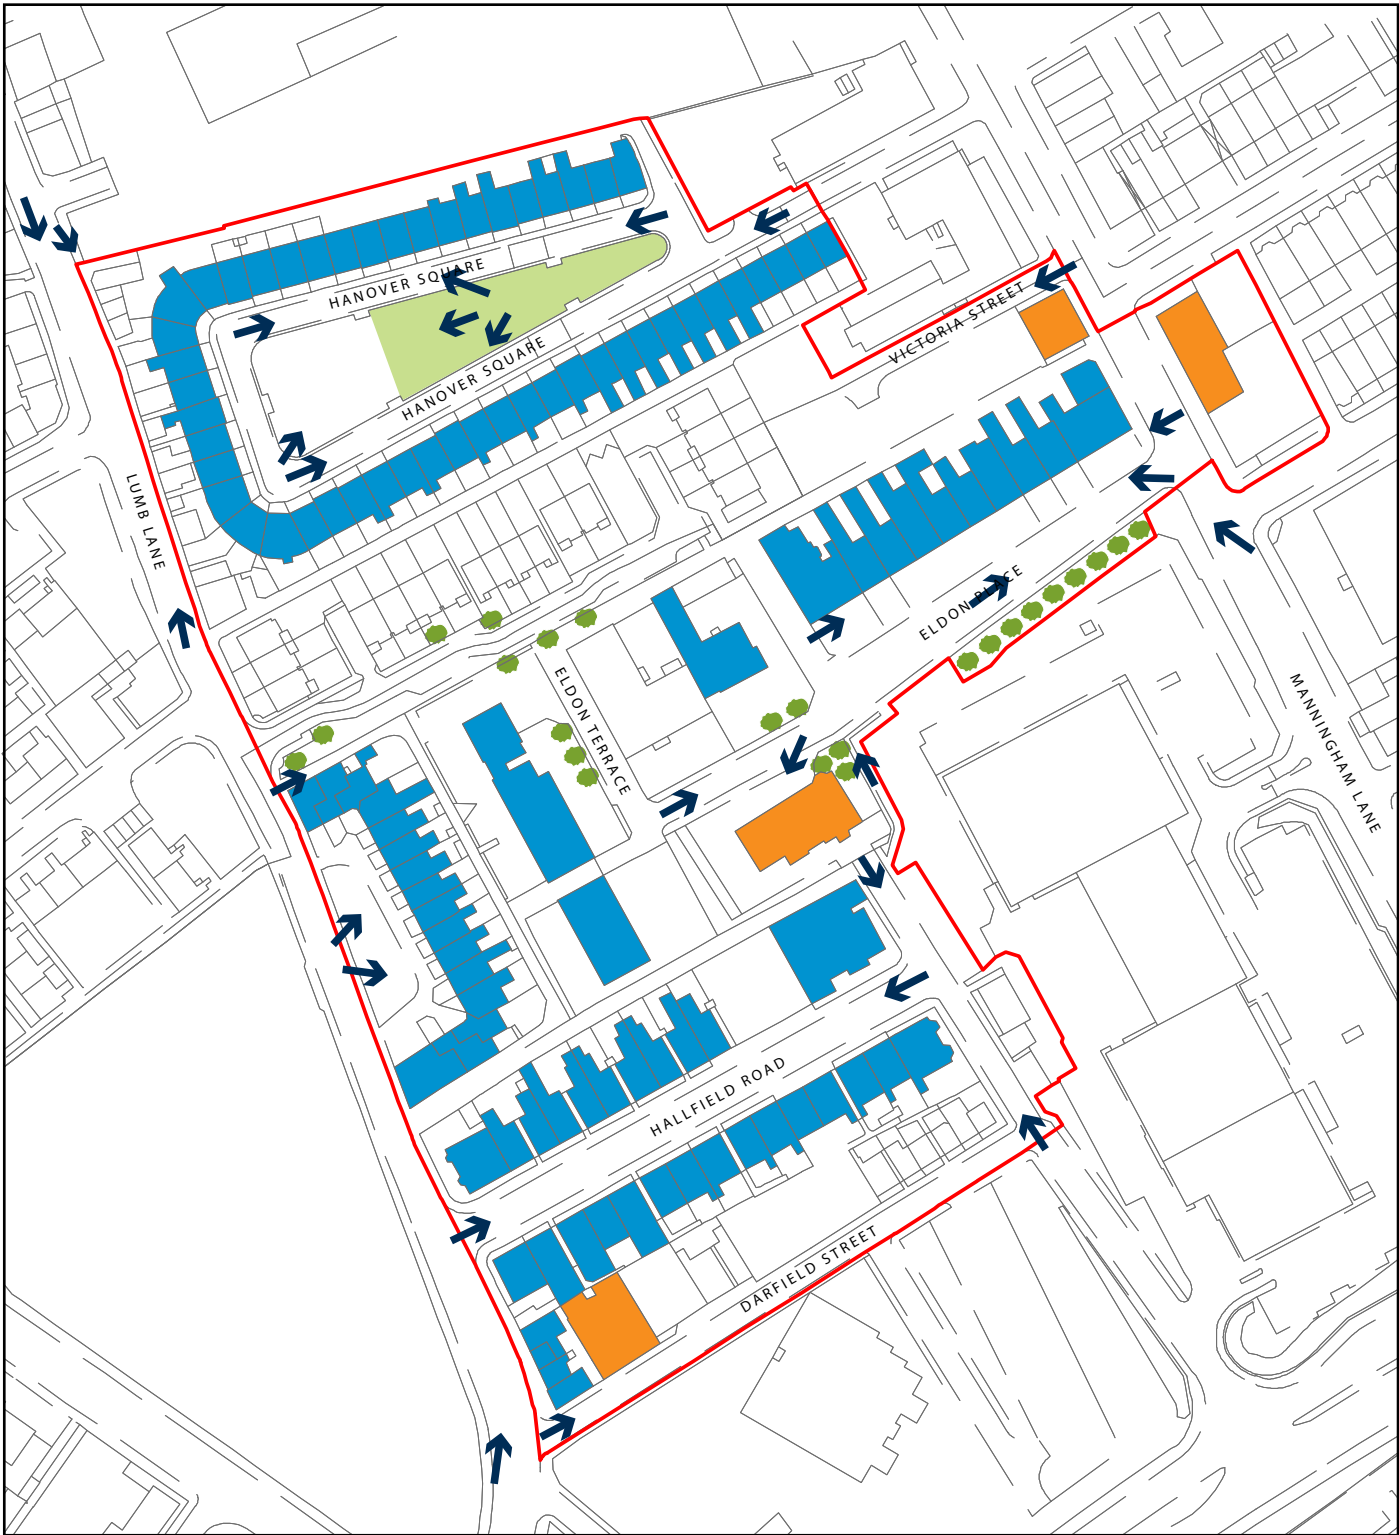 HANOVER SQUARE
VICTORIA STREET
HANOVER SQUARE
LUMB LANE
ELDON PLACE
ELDON TERRACE
MANNINGHAM LANE
HALLFIELD ROAD
DARFIELD STREET